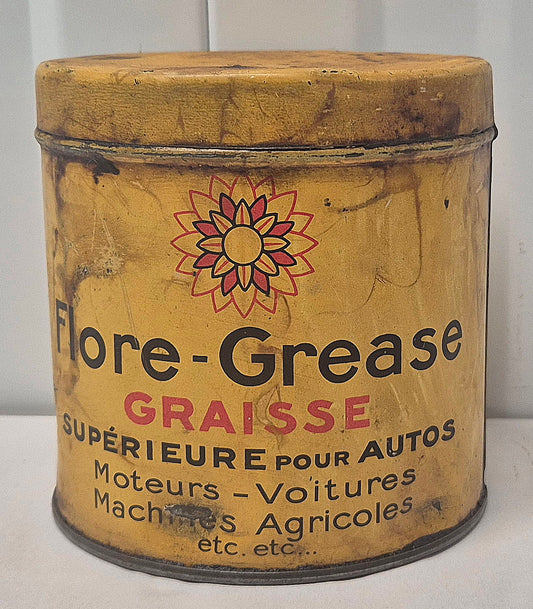 Flore-Grease
GRAISSE
SUPÉRIEURE POUR AUTOS
Moteurs - Voitures
Machines Agricoles
etc. etc...